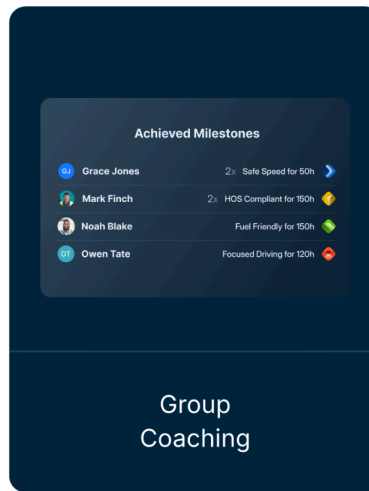 Achieved Milestones
GJ Grace Jones 2x Safe Speed for 50h
Mark Finch 2x HOS Compliant for 150h
Noah Blake Fuel Friendly for 150h
OT Owen Tate Focused Driving for 120h
Group
Coaching